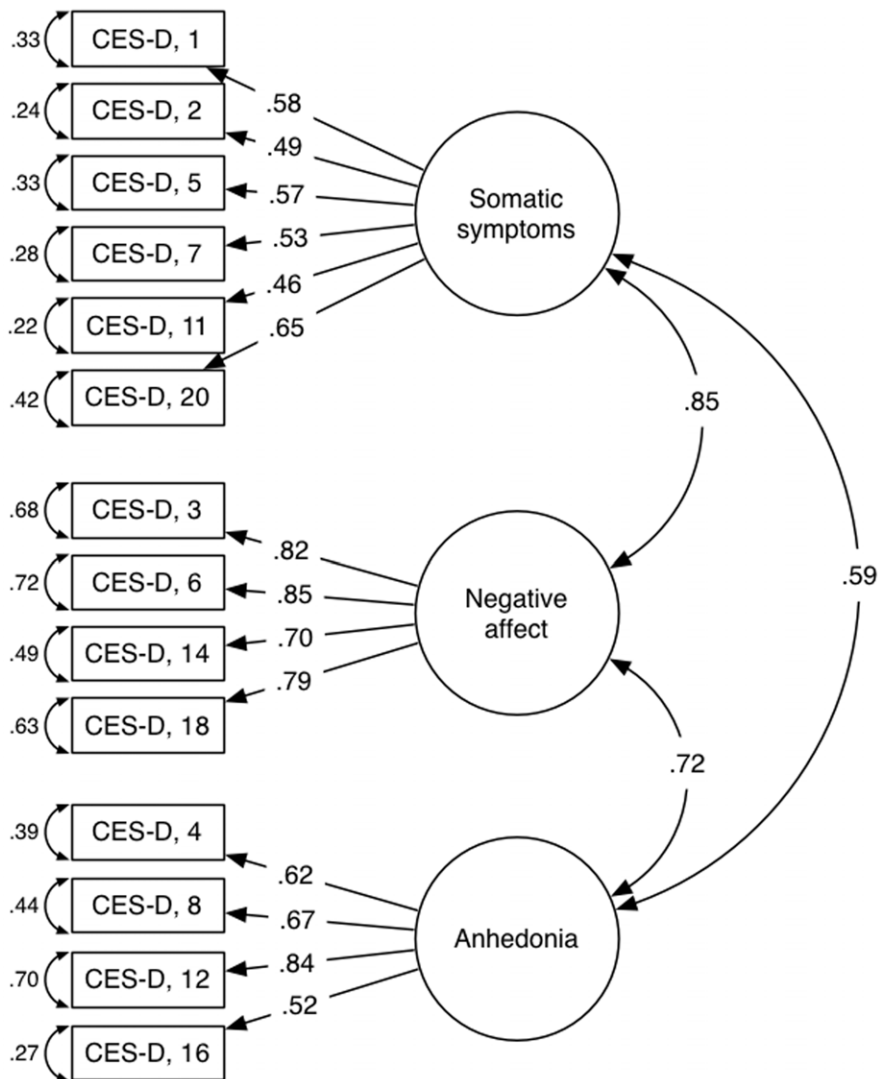 .33
CES-D, 1
.58
.24
CES-D, 2
.49
.33
CES-D, 5
.57
.28
CES-D, 7
.53
.22
CES-D, 11
.46
.42
CES-D, 20
.65
Somatic
symptoms
.85
.59
.68
CES-D, 3
.82
.72
CES-D, 6
.85
.49
CES-D, 14
.70
.63
CES-D, 18
.79
Negative
affect
.72
.39
CES-D, 4
.62
.44
CES-D, 8
.67
.70
CES-D, 12
.84
.27
CES-D, 16
.52
Anhedonia